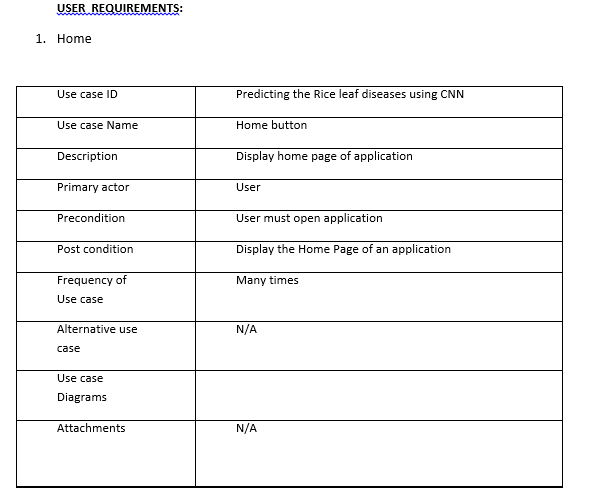 USER REQUIREMENTS:
1. Home
Use case ID Predicting the Rice leaf diseases using CNN
Use case Name Home button
Description Display home page of application
Primary actor User
Precondition User must open application
Post condition Display the Home Page of an application
Frequency of Many times
Use case
Alternative use N/A
case
Use case
Diagrams
Attachments N/A